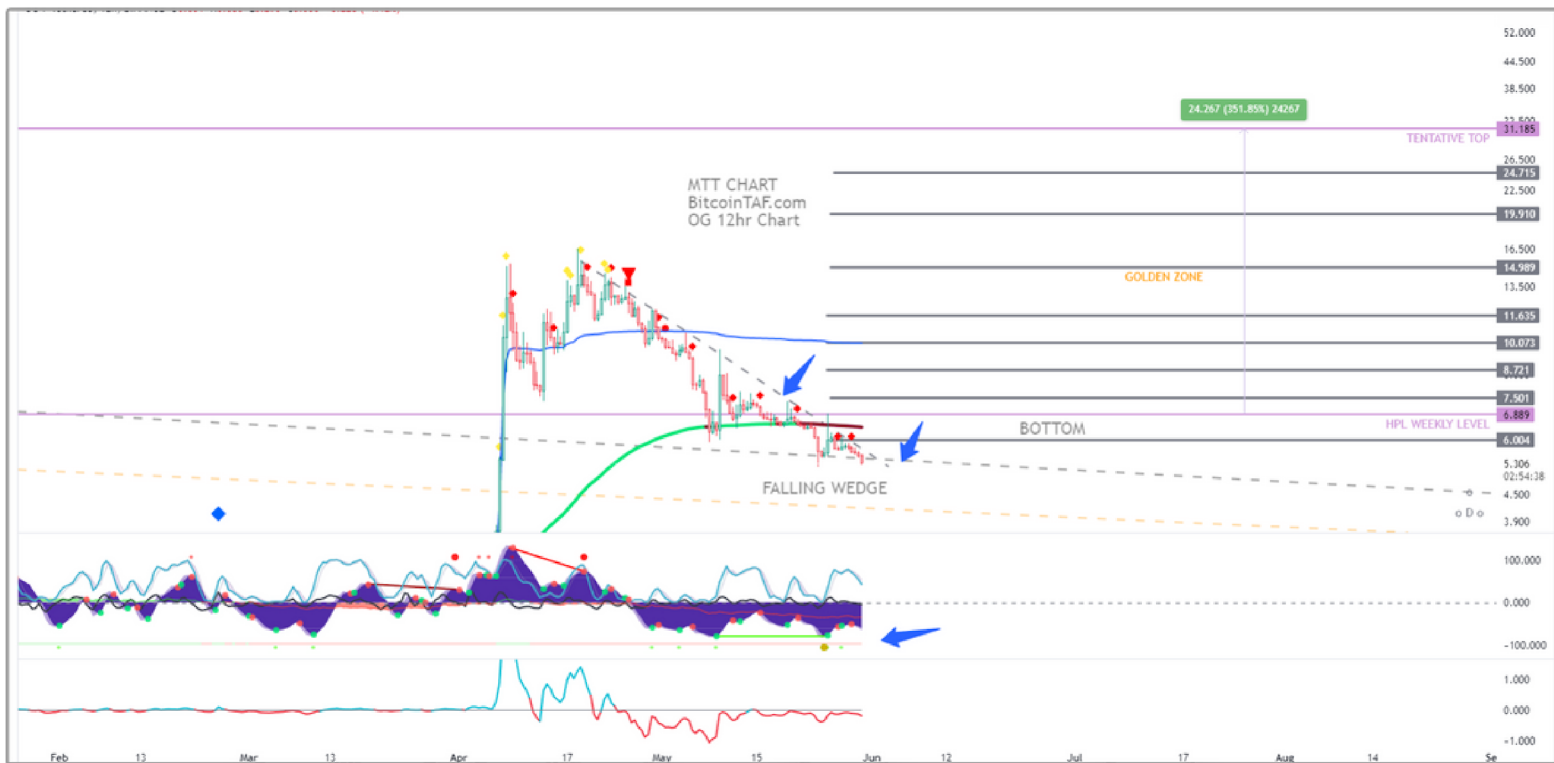 52.000
44.500
38.500
24.267 (351.85%) 24267
31.185
TENTATIVE TOP
26.500
24.715
MTT CHART
22.500
BitcoinTAF.com
OG 12hr Chart
19.910
16.500
14.989
GOLDEN ZONE
13.500
11.635
10.073
8.721
7.501
6.889
HPL WEEKLY LEVEL
BOTTOM
6.004
5.306
02:54:38
FALLING WEDGE
4.500
o D o
3.900
100.000
0.000
-100.000
1.000
0.000
-1.000
Feb 13 Mar 13 Apr 17 May 15 Jun 12 Jul 17 Aug 14 Se